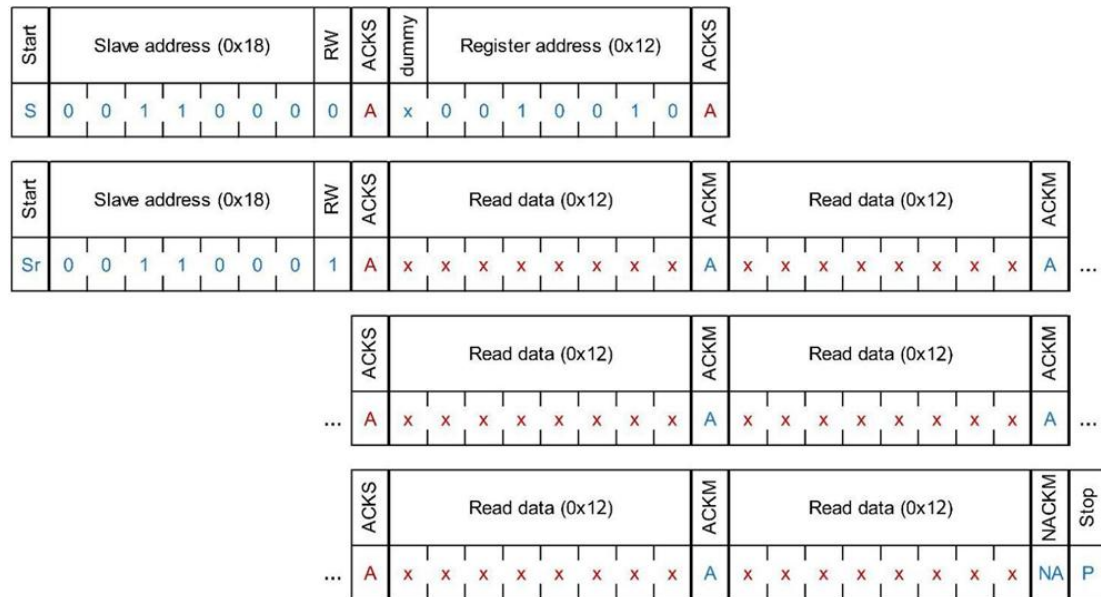 Start Slave address (0x18) RW ACKS dummy Register address (0x12) ACKS
S 0 0 1 1 0 0 0 0 A x 0 0 1 0 0 1 0 A
Start Slave address (0x18) RW ACKS Read data (0x12) ACKM Read data (0x12) ACKM
Sr 0 0 1 1 0 0 0 1 A x x x x x x x x A x x x x x x x x A ...
ACKS Read data (0x12) ACKM Read data (0x12) ACKM
... A x x x x x x x x A x x x x x x x x A ...
ACKS Read data (0x12) ACKM Read data (0x12) NACKM Stop
... A x x x x x x x x A x x x x x x x x NA P